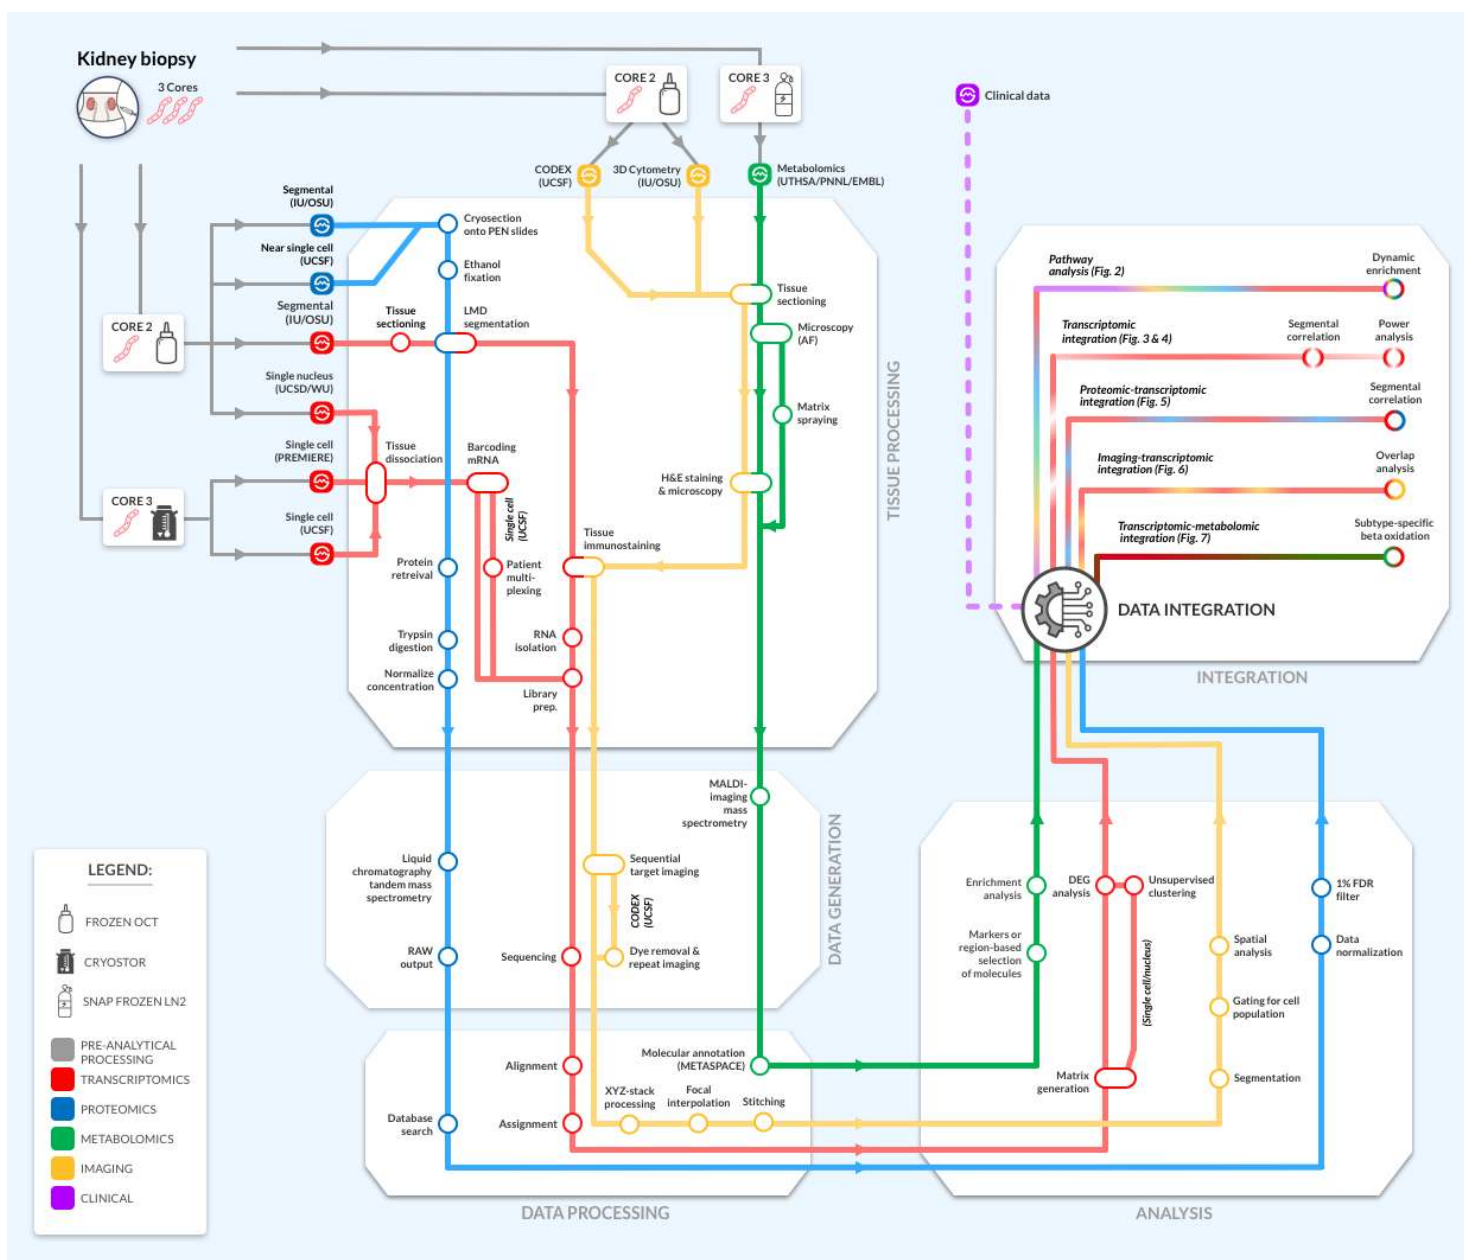 Kidney biopsy
3 Cores
CORE 2
CORE 3
Clinical data
CODEX
(UCSF)
3D Cytometry
(IU/OSU)
Metabolomics
(UTHSA/PNNL/EMBL)
Segmental
(IU/OSU)
Near single cell
(UCSF)
Segmental
(IU/OSU)
Single nucleus
(UCSD/WU)
Single cell
(PREMIERE)
Single cell
(UCSF)
CORE 2
CORE 3
Cryosection
onto PEN slides
Ethanol
fixation
Tissue
sectioning
LMD
segmentation
Tissue
sectioning
Microscopy
(AF)
Matrix
spraying
Tissue
dissociation
Barcoding
mRNA
Single cell
(UCSF)
H&E staining
& microscopy
Tissue
immunostaining
Protein
retreival
Patient
multi-
plexing
Trypsin
digestion
RNA
isolation
Normalize
concentration
Library
prep.
TISSUE PROCESSING
Pathway
analysis (Fig. 2)
Dynamic
enrichment
Transcriptomic
integration (Fig. 3 & 4)
Segmental
correlation
Power
analysis
Proteomic-transcriptomic
integration (Fig. 5)
Segmental
correlation
Imaging-transcriptomic
integration (Fig. 6)
Overlap
analysis
Transcriptomic-metabolomic
integration (Fig. 7)
Subtype-specific
beta oxidation
DATA INTEGRATION
INTEGRATION
MALDI-
imaging
mass
spectrometry
Liquid
chromatography
tandem mass
spectrometry
Sequential
target imaging
CODEX
(UCSF)
RAW
output
Sequencing
Dye removal &
repeat imaging
DATA GENERATION
Alignment
Molecular annotation
(METASPACE)
XYZ-stack
processing
Focal
interpolation
Stitching
Database
search
Assignment
DATA PROCESSING
Enrichment
analysis
DEG
analysis
Unsupervised
clustering
1% FDR
filter
Markers or
region-based
selection
of molecules
(Single cell/nucleus)
Spatial
analysis
Data
normalization
Gating for cell
population
Matrix
generation
Segmentation
ANALYSIS
LEGEND:
FROZEN OCT
CRYOSTOR
SNAP FROZEN LN2
PRE-ANALYTICAL
PROCESSING
TRANSCRIPTOMICS
PROTEOMICS
METABOLOMICS
IMAGING
CLINICAL